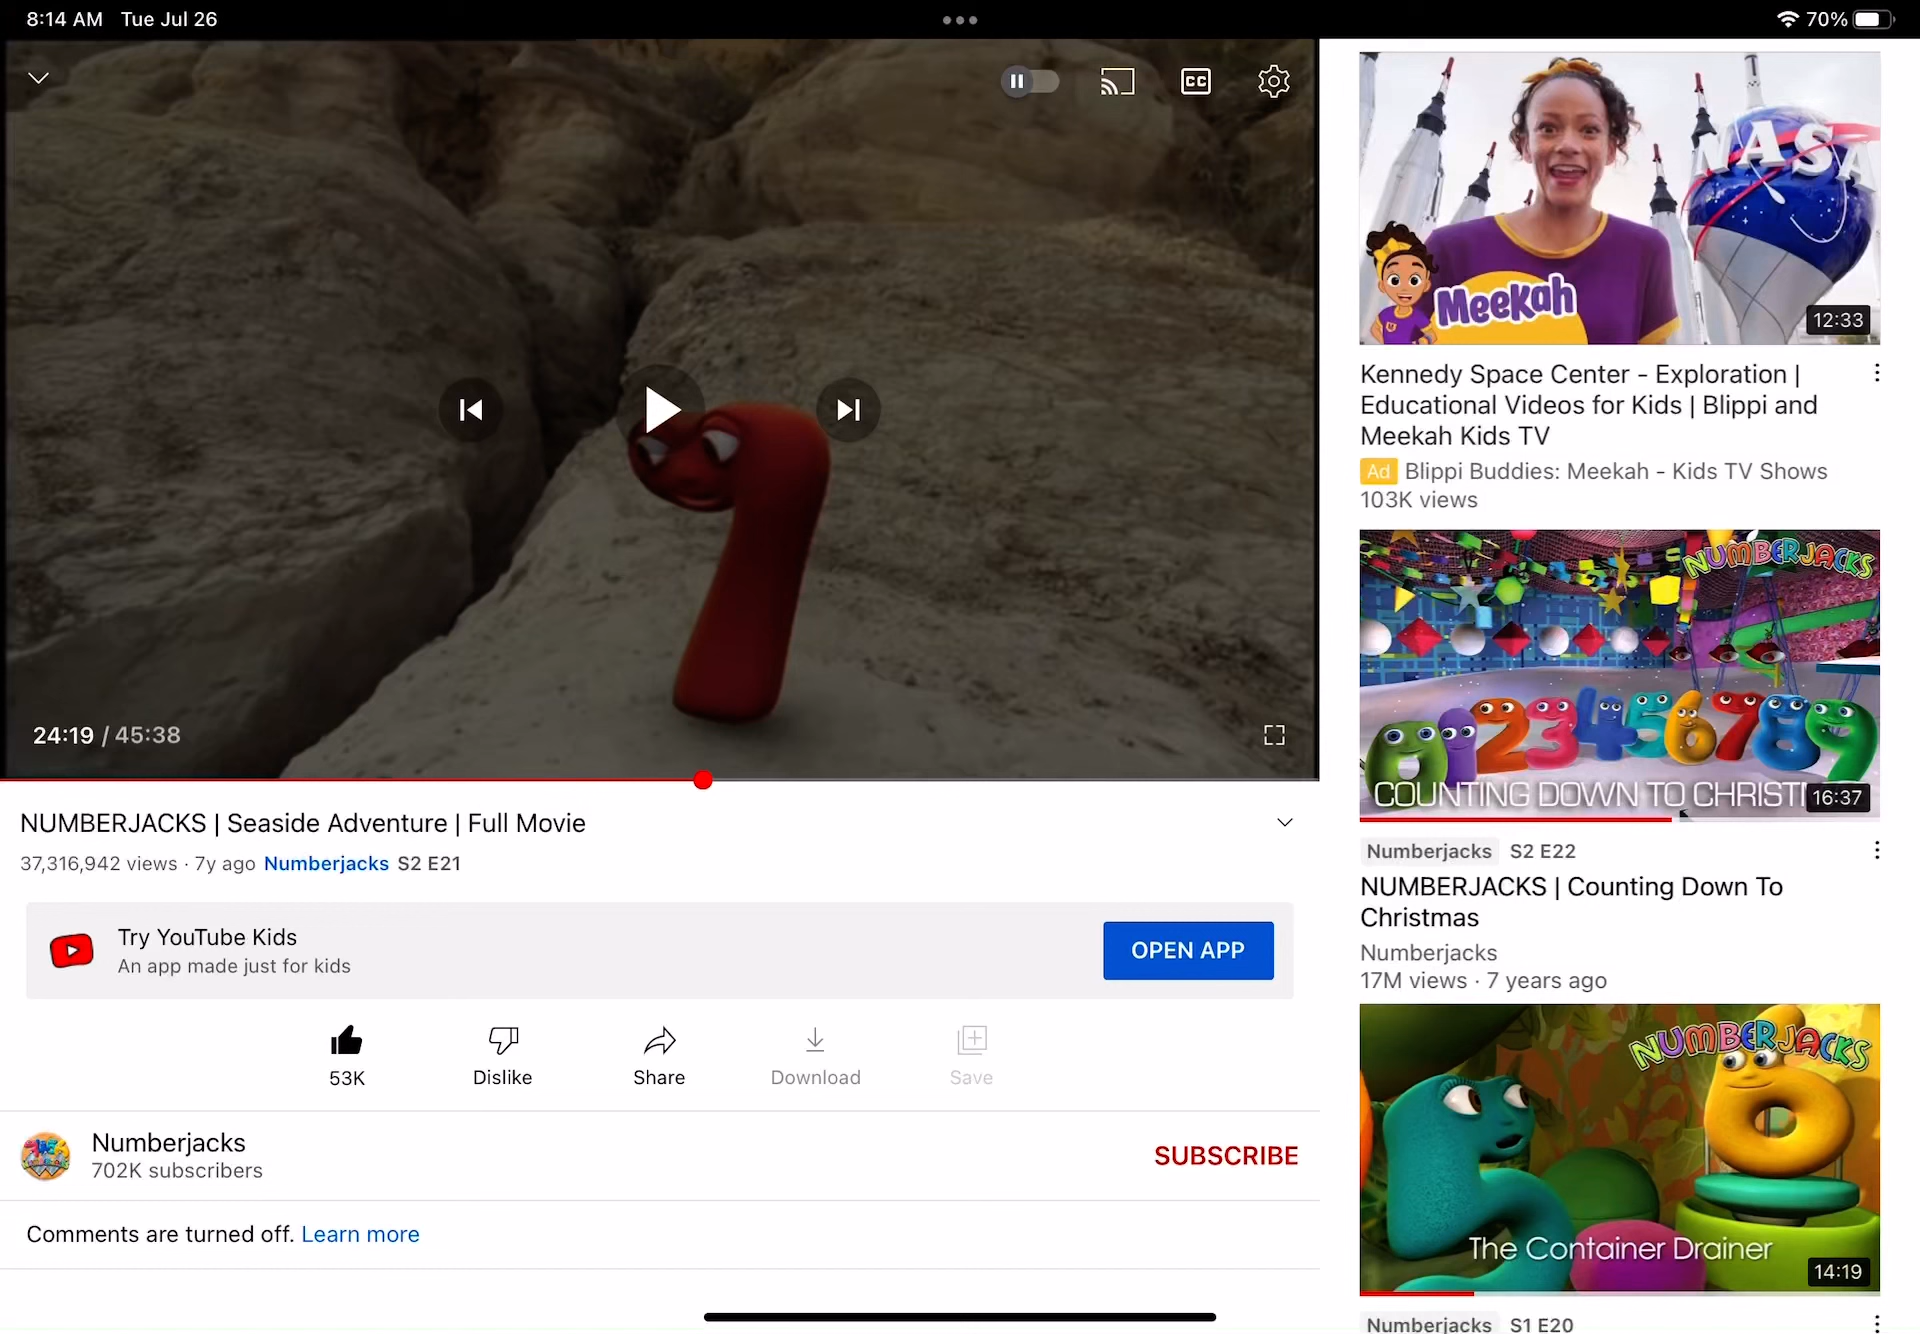 8:14 AM Tue Jul 26
70%
CC
24:19 / 45:38
NUMBERJACKS | Seaside Adventure | Full Movie
37,316,942 views · 7y ago Numberjacks S2 E21
Try YouTube Kids
An app made just for kids
OPEN APP
53K
Dislike
Share
Download
Save
Numberjacks
702K subscribers
SUBSCRIBE
Comments are turned off. Learn more
NASA
Meekah
12:33
Kennedy Space Center - Exploration |
Educational Videos for Kids | Blippi and
Meekah Kids TV
Ad Blippi Buddies: Meekah - Kids TV Shows
103K views
NUMBERJACKS
COUNTING DOWN TO CHRISTM
16:37
Numberjacks S2 E22
NUMBERJACKS | Counting Down To
Christmas
Numberjacks
17M views · 7 years ago
NUMBERJACKS
The Container Drainer
14:19
Numberjacks S1 E20